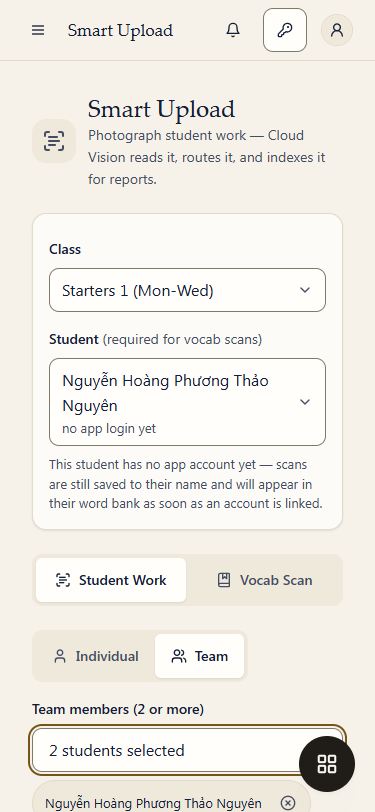 Smart Upload
Smart Upload
Photograph student work — Cloud
Vision reads it, routes it, and indexes it
for reports.
Class
Starters 1 (Mon-Wed)
Student (required for vocab scans)
Nguyễn Hoàng Phương Thảo
Nguyên
no app login yet
This student has no app account yet — scans
are still saved to their name and will appear in
their word bank as soon as an account is linked.
Student Work
Vocab Scan
Individual
Team
Team members (2 or more)
2 students selected
Nguyễn Hoàng Phương Thảo Nguyên